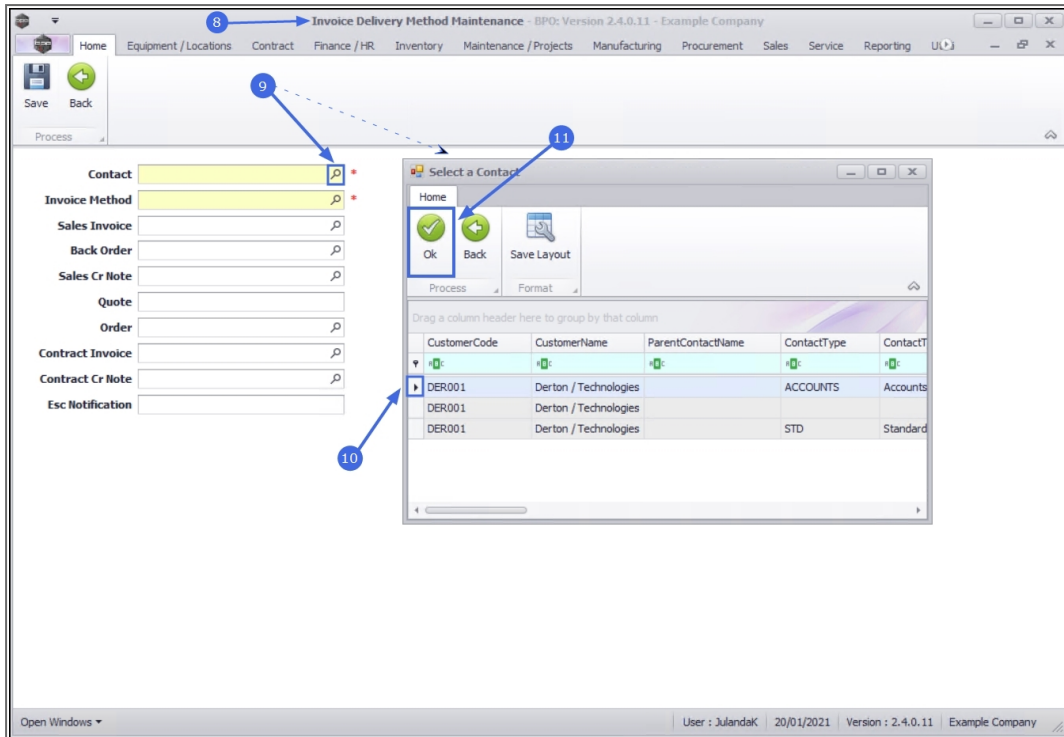 8
Invoice Delivery Method Maintenance - BPO: Version 2.4.0.11 - Example Company
Home Equipment / Locations Contract Finance / HR Inventory Maintenance / Projects Manufacturing Procurement Sales Service Reporting
Save Back
Process
9
11
Contact *
Invoice Method *
Sales Invoice
Back Order
Sales Cr Note
Quote
Order
Contract Invoice
Contract Cr Note
Esc Notification
Select a Contact
Home
Ok Back Save Layout
Process Format
Drag a column header here to group by that column
CustomerCode CustomerName ParentContactName ContactType ContactT
DER001 Derton / Technologies ACCOUNTS Accounts
DER001 Derton / Technologies
DER001 Derton / Technologies STD Standard
10
Open Windows User : JulandaK 20/01/2021 Version : 2.4.0.11 Example Company